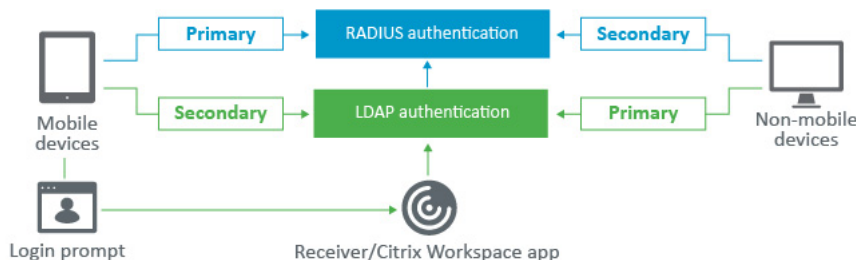 Primary
RADIUS authentication
Secondary
Secondary
LDAP authentication
Primary
Mobile
devices
Non-mobile
devices
Login prompt
Receiver/Citrix Workspace app